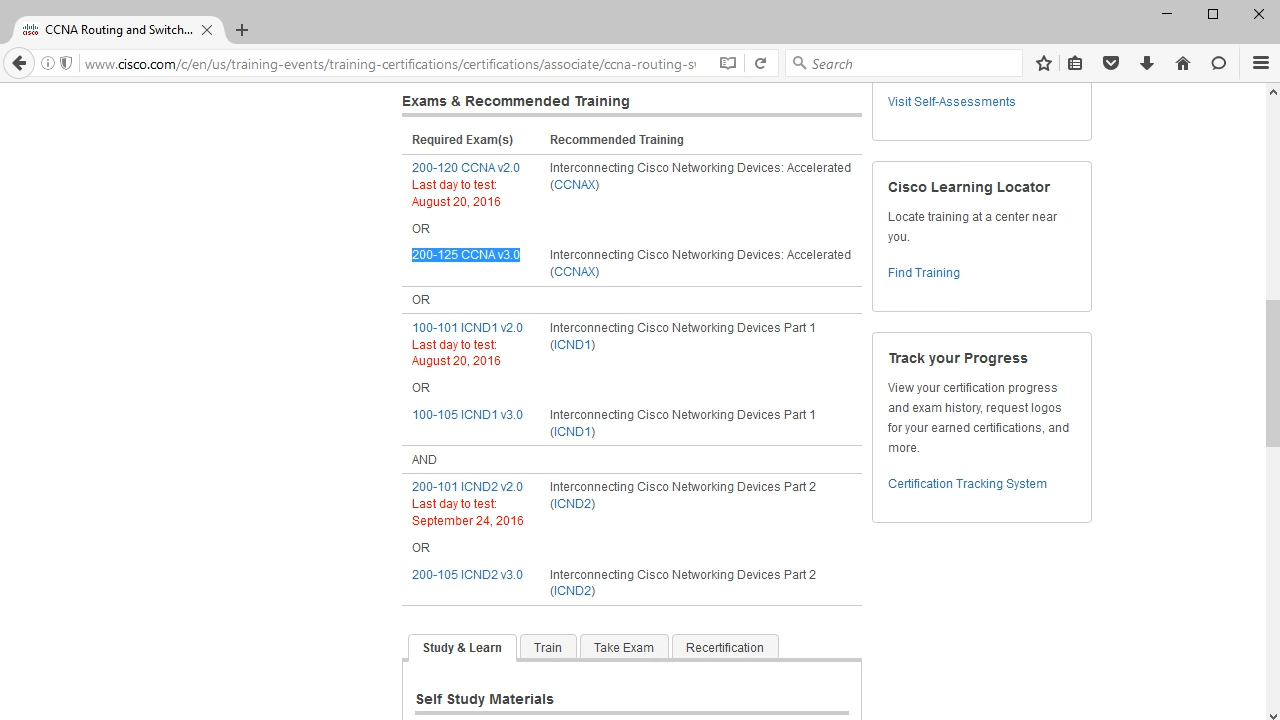 CCNA Routing and Switch...
www.cisco.com/c/en/us/training-events/training-certifications/certifications/associate/ccna-routing-sw
Search
Exams & Recommended Training
Required Exam(s) Recommended Training
200-120 CCNA v2.0 Interconnecting Cisco Networking Devices: Accelerated
Last day to test: (CCNAX)
August 20, 2016
OR
200-125 CCNA v3.0 Interconnecting Cisco Networking Devices: Accelerated
(CCNAX)
OR
100-101 ICND1 v2.0 Interconnecting Cisco Networking Devices Part 1
Last day to test: (ICND1)
August 20, 2016
OR
100-105 ICND1 v3.0 Interconnecting Cisco Networking Devices Part 1
(ICND1)
AND
200-101 ICND2 v2.0 Interconnecting Cisco Networking Devices Part 2
Last day to test: (ICND2)
September 24, 2016
OR
200-105 ICND2 v3.0 Interconnecting Cisco Networking Devices Part 2
(ICND2)
Study & Learn Train Take Exam Recertification
Self Study Materials
Visit Self-Assessments
Cisco Learning Locator
Locate training at a center near
you.
Find Training
Track your Progress
View your certification progress
and exam history, request logos
for your earned certifications, and
more.
Certification Tracking System